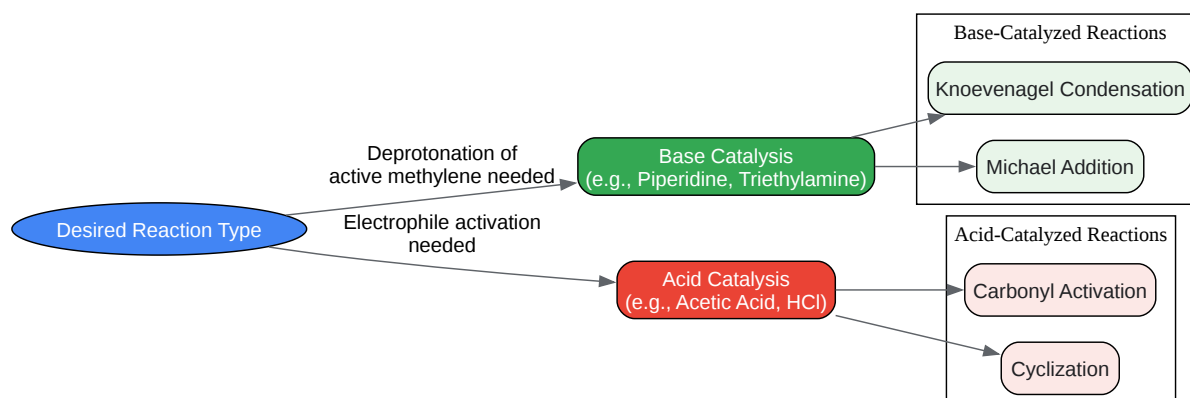 Desired Reaction Type
Deprotonation of
active methylene needed
Electrophile activation
needed
Base Catalysis
(e.g., Piperidine, Triethylamine)
Acid Catalysis
(e.g., Acetic Acid, HCl)
Base-Catalyzed Reactions
Knoevenagel Condensation
Michael Addition
Acid-Catalyzed Reactions
Carbonyl Activation
Cyclization